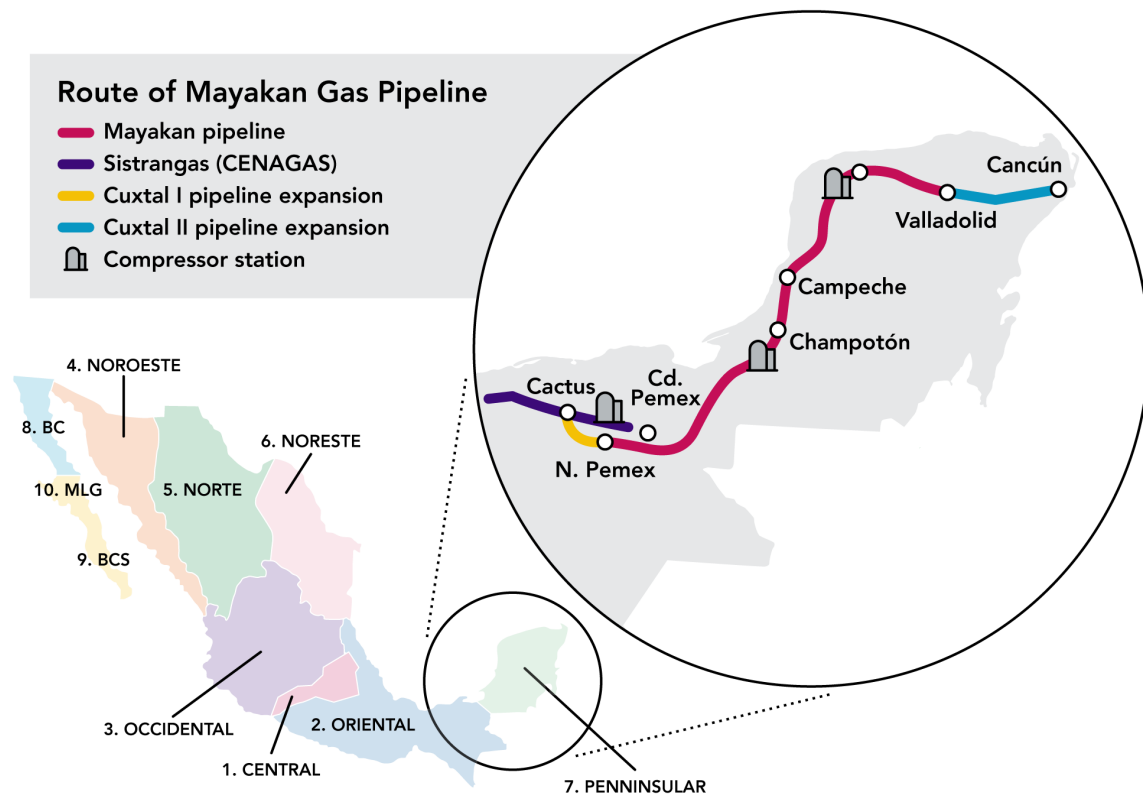 Route of Mayakan Gas Pipeline
Mayakan pipeline
Sistrangas (CENAGAS)
Cuxtal I pipeline expansion
Cuxtal II pipeline expansion
Compressor station
Cancún
Valladolid
Campeche
Champotón
Cactus
Cd.
Pemex
N. Pemex
4. NOROESTE
8. BC
6. NORESTE
10. MLG
5. NORTE
9. BCS
3. OCCIDENTAL
2. ORIENTAL
1. CENTRAL
7. PENNINSULAR